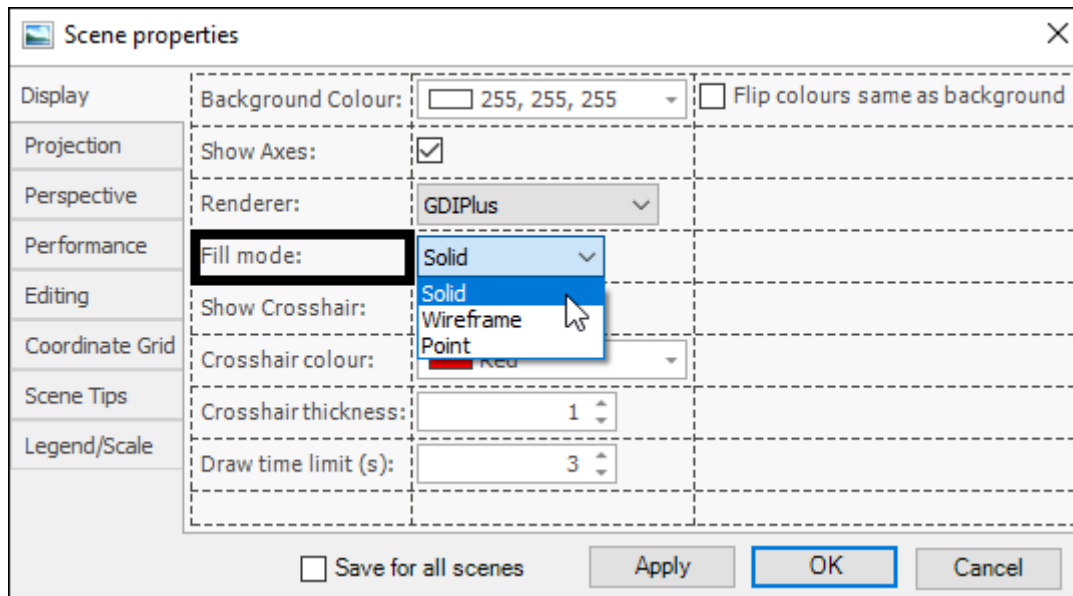 Scene properties
Display
Projection
Perspective
Performance
Editing
Coordinate Grid
Scene Tips
Legend/Scale
Background Colour: 255, 255, 255 Flip colours same as background
Show Axes:
Renderer: GDIPlus
Fill mode: Solid
Solid
Show Crosshair:
Wireframe
Point
Crosshair colour: Red
Crosshair thickness: 1
Draw time limit (s): 3
Save for all scenes Apply OK Cancel